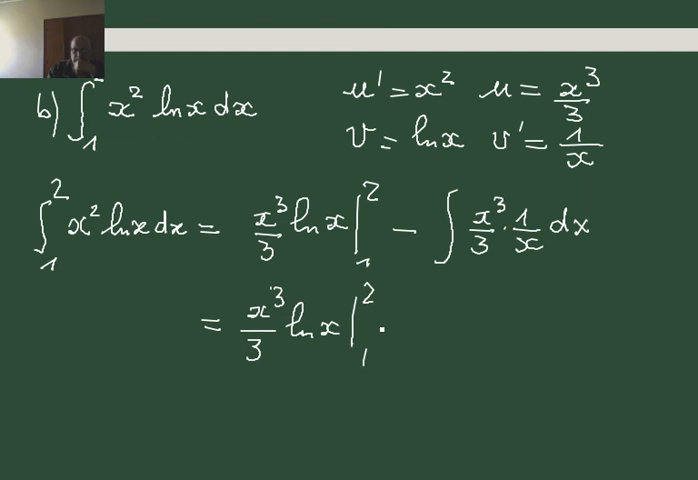 b) ∫₁² x² ln x dx   u' = x²   u = x³/3
v = ln x   v' = 1/x
∫₁² x² ln x dx = x³/3 ln x |₁² − ∫ x³/3 · 1/x dx
= x³/3 ln x |₁²